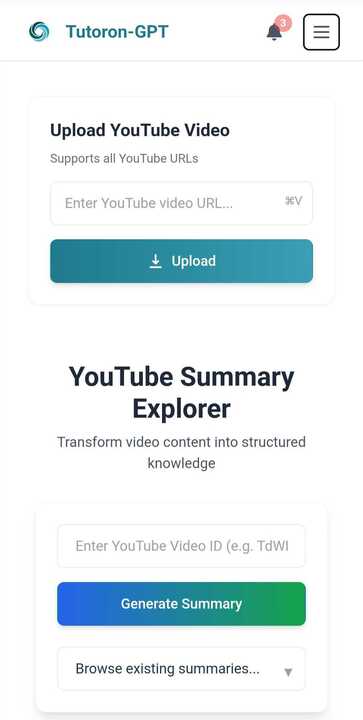 Tutoron-GPT
3
Upload YouTube Video
Supports all YouTube URLs
Enter YouTube video URL...
⌘V
Upload
YouTube Summary
Explorer
Transform video content into structured
knowledge
Enter YouTube Video ID (e.g. TdWI
Generate Summary
Browse existing summaries...